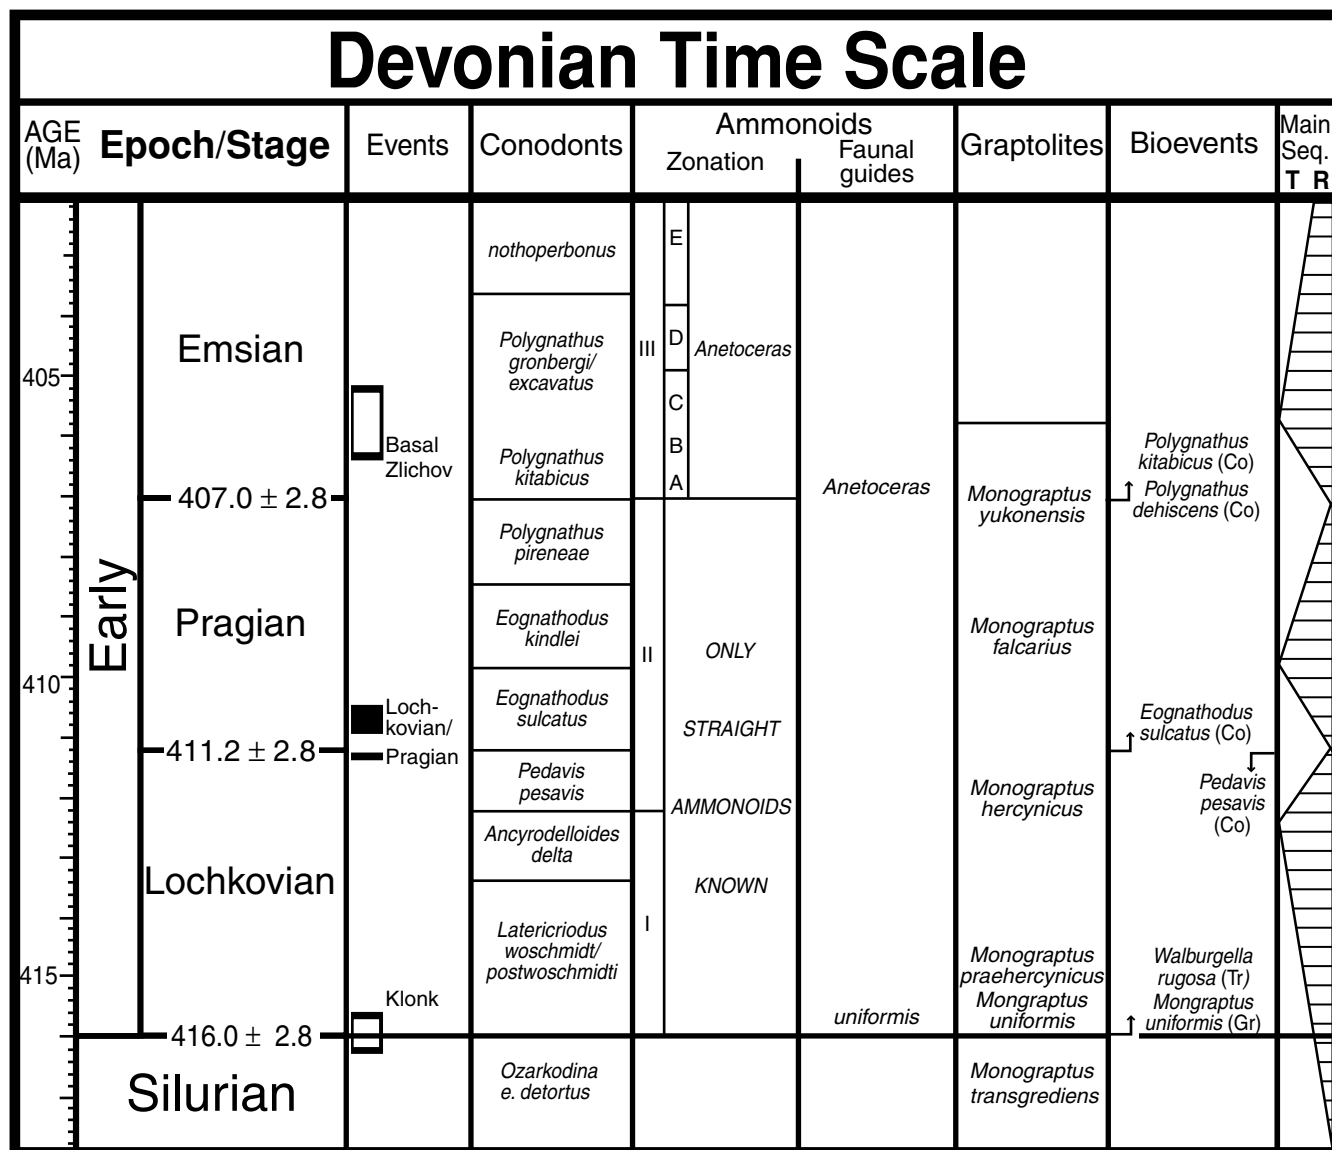 Devonian Time Scale
AGE
(Ma)
Epoch/Stage
Events
Conodonts
Ammonoids
Zonation
Faunal
guides
Graptolites
Bioevents
Main
Seq.
T R
405
410
415
Early
Emsian
407.0 ± 2.8
Pragian
411.2 ± 2.8
Lochkovian
416.0 ± 2.8
Silurian
Basal
Zlichov
Loch-
kovian/
Pragian
Klonk
nothoperbonus
Polygnathus
gronbergi/
excavatus
Polygnathus
kitabicus
Polygnathus
pireneae
Eognathodus
kindlei
Eognathodus
sulcatus
Pedavis
pesavis
Ancyrodelloides
delta
Latericriodus
woschmidt/
postwoschmidti
Ozarkodina
e. detortus
III
II
I
E
D
C
B
A
Anetoceras
ONLY
STRAIGHT
AMMONOIDS
KNOWN
Anetoceras
uniformis
Monograptus
yukonensis
Monograptus
falcarius
Monograptus
hercynicus
Monograptus
praehercynicus
Mongraptus
uniformis
Monograptus
transgrediens
Polygnathus
kitabicus (Co)
Polygnathus
dehiscens (Co)
Eognathodus
sulcatus (Co)
Pedavis
pesavis
(Co)
Walburgella
rugosa (Tr)
Mongraptus
uniformis (Gr)